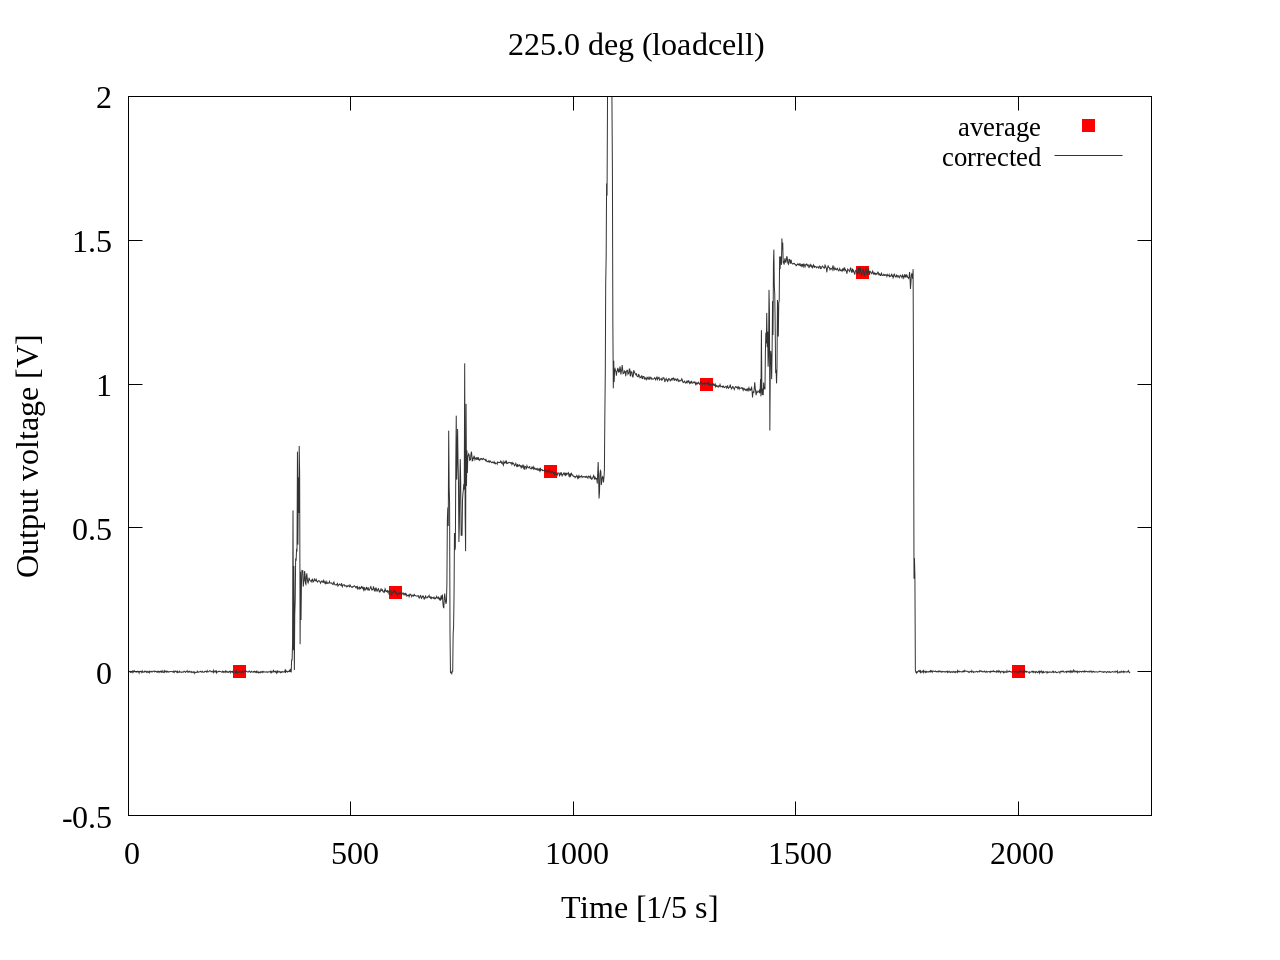 225.0 deg (loadcell)
2
average
corrected
1.5
1
0.5
0
-0.5
Output voltage [V]
0 500 1000 1500 2000
Time [1/5 s]